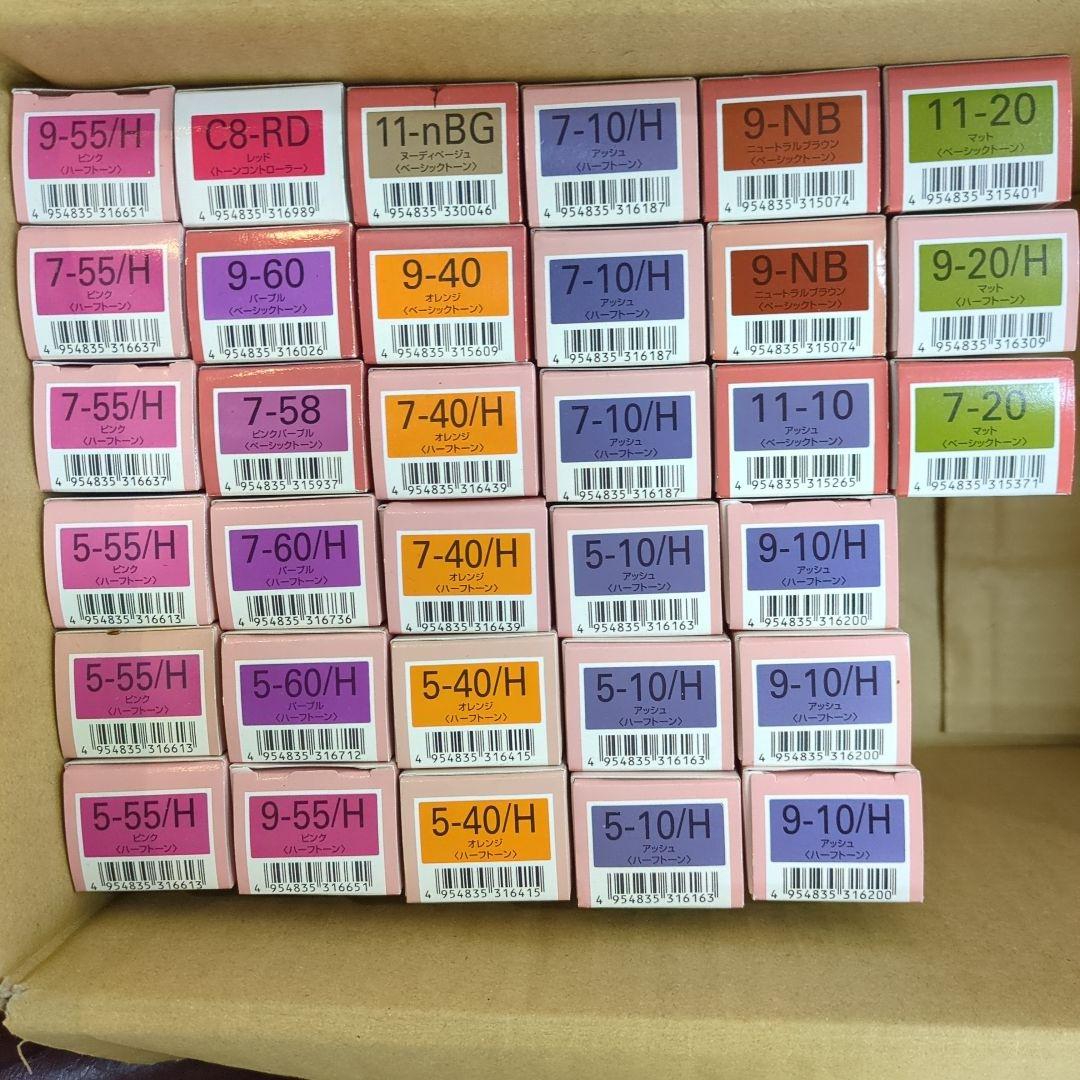 9-55/H
ピンク
〈ハーフトーン〉
4 954835 316651
C8-RD
レッド
〈トーンコントローラー〉
4 954835 316989
11-nBG
ヌーディベージュ
〈ベーシックトーン〉
4 954835 330046
7-10/H
アッシュ
〈ハーフトーン〉
4 954835 316187
9-NB
ニュートラルブラウン
〈ベーシックトーン〉
4 954835 315074
11-20
マット
〈ベーシックトーン〉
4 954835 315401
7-55/H
ピンク
〈ハーフトーン〉
4 954835 316637
9-60
パープル
〈ベーシックトーン〉
4 954835 316026
9-40
オレンジ
〈ベーシックトーン〉
4 954835 315609
7-10/H
アッシュ
〈ハーフトーン〉
4 954835 316187
9-NB
ニュートラルブラウン
〈ベーシックトーン〉
4 954835 315074
9-20/H
マット
〈ハーフトーン〉
4 954835 316309
7-55/H
ピンク
〈ハーフトーン〉
4 954835 316637
7-58
ピンクパープル
〈ベーシックトーン〉
4 954835 315937
7-40/H
オレンジ
〈ハーフトーン〉
4 954835 316439
7-10/H
アッシュ
〈ハーフトーン〉
4 954835 316187
11-10
アッシュ
〈ベーシックトーン〉
4 954835 315265
7-20
マット
〈ベーシックトーン〉
4 954835 315371
5-55/H
ピンク
〈ハーフトーン〉
4 954835 316613
7-60/H
パープル
〈ハーフトーン〉
4 954835 316736
7-40/H
オレンジ
〈ハーフトーン〉
4 954835 316439
5-10/H
アッシュ
〈ハーフトーン〉
4 954835 316163
9-10/H
アッシュ
〈ハーフトーン〉
4 954835 316200
5-55/H
ピンク
〈ハーフトーン〉
4 954835 316613
5-60/H
パープル
〈ハーフトーン〉
4 954835 316712
5-40/H
オレンジ
〈ハーフトーン〉
4 954835 316415
5-10/H
アッシュ
〈ハーフトーン〉
4 954835 316163
9-10/H
アッシュ
〈ハーフトーン〉
4 954835 316200
5-55/H
ピンク
〈ハーフトーン〉
4 954835 316613
9-55/H
ピンク
〈ハーフトーン〉
4 954835 316651
5-40/H
オレンジ
〈ハーフトーン〉
4 954835 316415
5-10/H
アッシュ
〈ハーフトーン〉
4 954835 316163
9-10/H
アッシュ
〈ハーフトーン〉
4 954835 316200